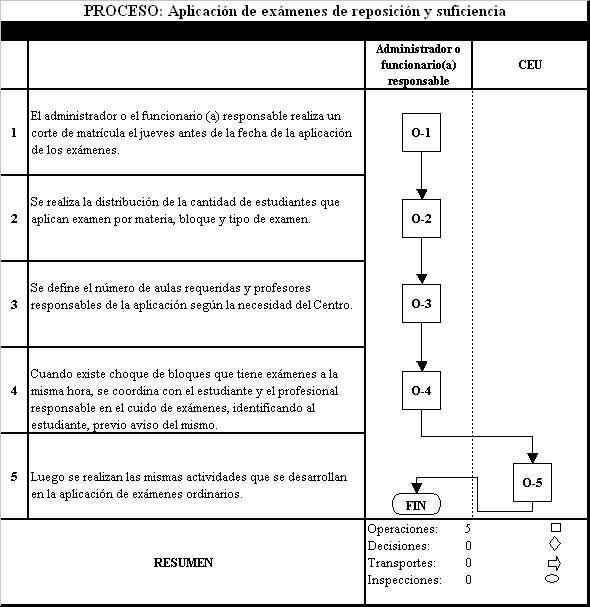 PROCESO: Aplicación de exámenes de reposición y suficiencia
Administrador o
funcionario(a)
responsable
CEU
1
El administrador o el funcionario (a) responsable realiza un
corte de matrícula el jueves antes de la fecha de la aplicación
de los exámenes.
O-1
2
Se realiza la distribución de la cantidad de estudiantes que
aplican examen por materia, bloque y tipo de examen.
O-2
3
Se define el número de aulas requeridas y profesores
responsables de la aplicación según la necesidad del Centro.
O-3
4
Cuando existe choque de bloques que tiene exámenes a la
misma hora, se coordina con el estudiante y el profesional
responsable en el cuido de exámenes, identificando al
estudiante, previo aviso del mismo.
O-4
5
Luego se realizan las mismas actividades que se desarrollan
en la aplicación de exámenes ordinarios.
O-5
FIN
RESUMEN
Operaciones: 5
Decisiones: 0
Transportes: 0
Inspecciones: 0